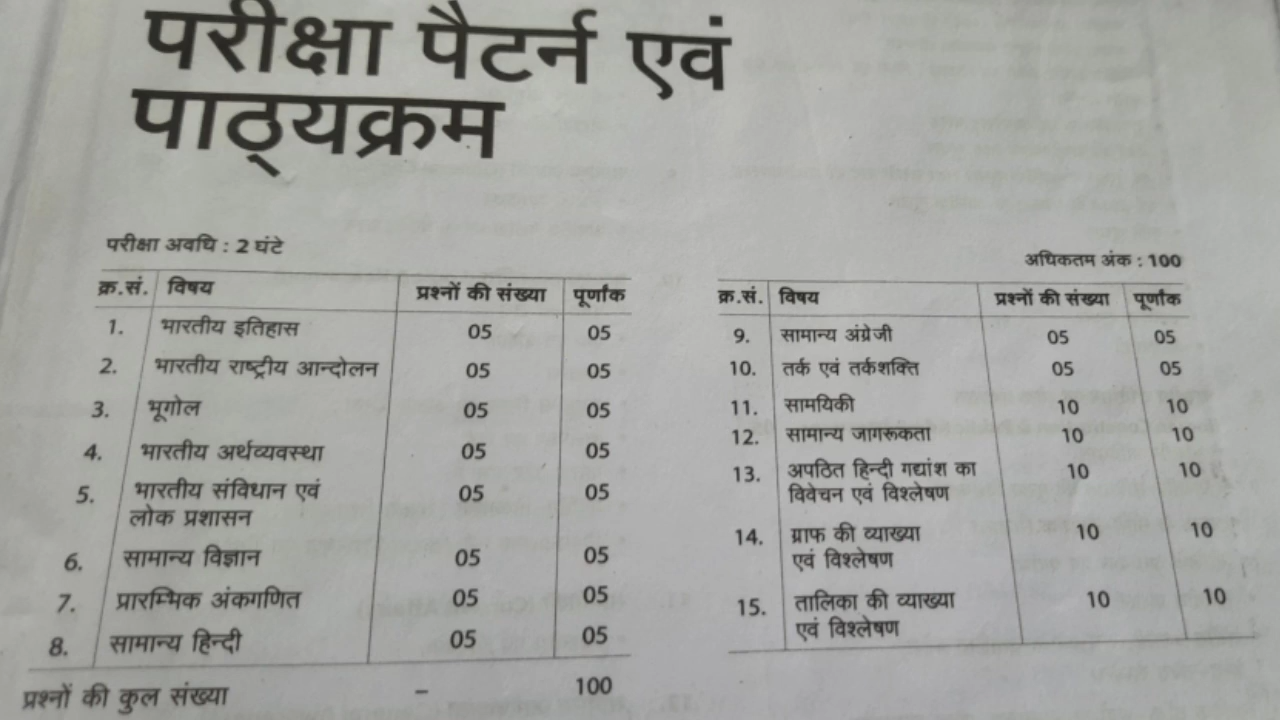 परीक्षा पैटर्न एवं
पाठ्यक्रम
परीक्षा अवधि : 2 घंटे
क्र.सं. विषय प्रश्नों की संख्या पूर्णांक
1. भारतीय इतिहास 05 05
2. भारतीय राष्ट्रीय आन्दोलन 05 05
3. भूगोल 05 05
4. भारतीय अर्थव्यवस्था 05 05
5. भारतीय संविधान एवं 05 05
लोक प्रशासन
6. सामान्य विज्ञान 05 05
7. प्रारम्भिक अंकगणित 05 05
8. सामान्य हिन्दी 05 05
प्रश्नों की कुल संख्या – 100
अधिकतम अंक : 100
क्र.सं. विषय प्रश्नों की संख्या पूर्णांक
9. सामान्य अंग्रेजी 05 05
10. तर्क एवं तर्कशक्ति 05 05
11. सामयिकी 10 10
12. सामान्य जागरूकता 10 10
13. अपठित हिन्दी गद्यांश का 10 10
विवेचन एवं विश्लेषण
14. ग्राफ की व्याख्या 10 10
एवं विश्लेषण
15. तालिका की व्याख्या 10 10
एवं विश्लेषण